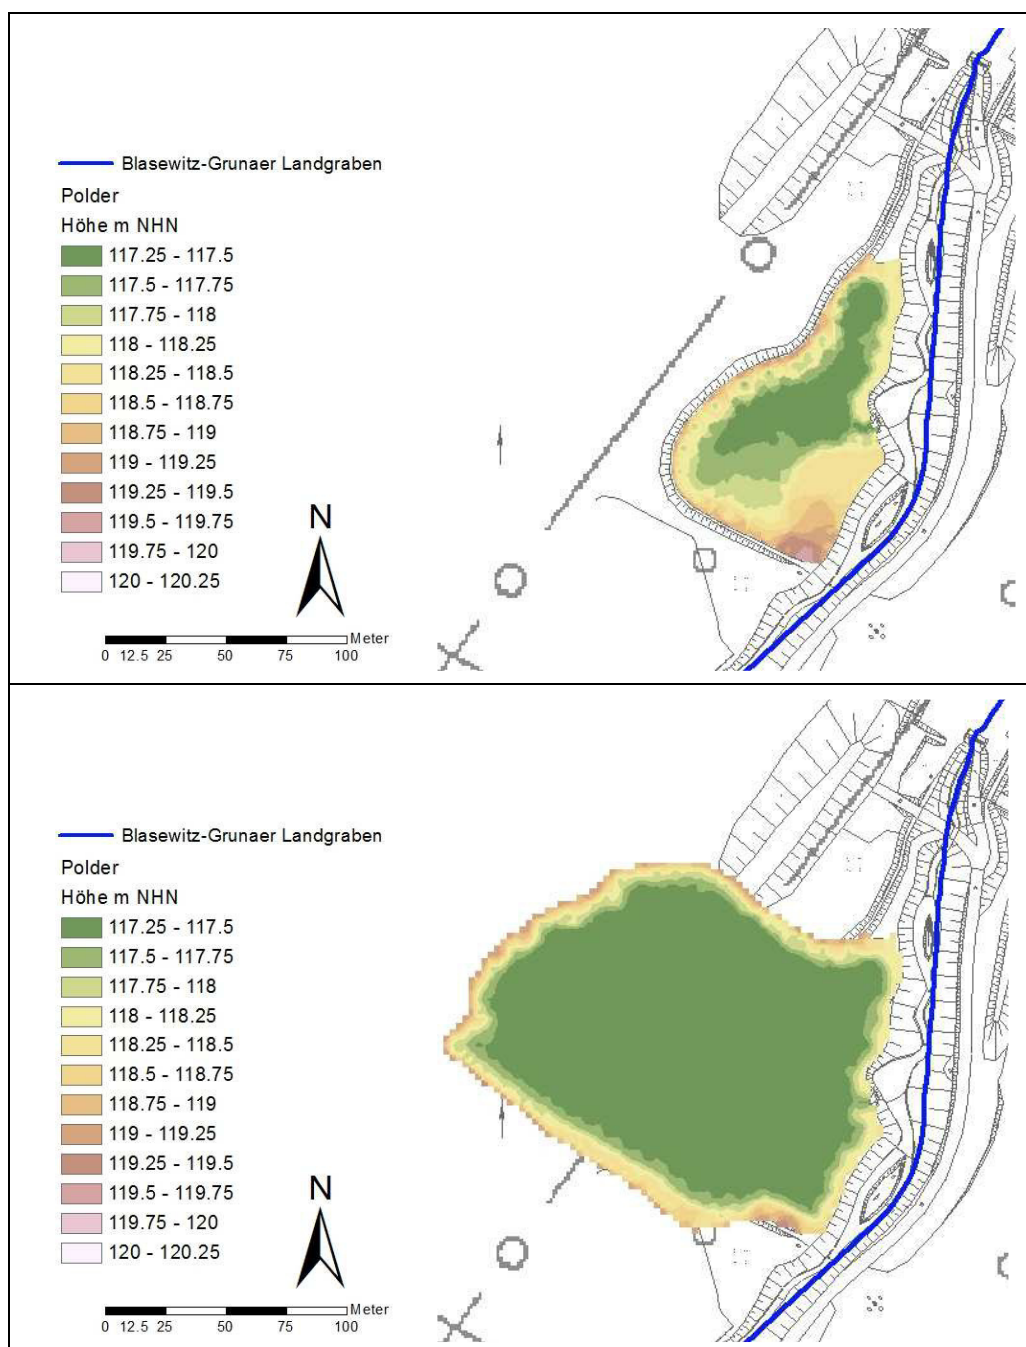 Blasewitz-Grunaer Landgraben
Polder
Höhe m NHN
117.25 - 117.5
117.5 - 117.75
117.75 - 118
118 - 118.25
118.25 - 118.5
118.5 - 118.75
118.75 - 119
119 - 119.25
119.25 - 119.5
119.5 - 119.75
119.75 - 120
120 - 120.25
N
Meter
0 12.5 25 50 75 100
Blasewitz-Grunaer Landgraben
Polder
Höhe m NHN
117.25 - 117.5
117.5 - 117.75
117.75 - 118
118 - 118.25
118.25 - 118.5
118.5 - 118.75
118.75 - 119
119 - 119.25
119.25 - 119.5
119.5 - 119.75
119.75 - 120
120 - 120.25
N
Meter
0 12.5 25 50 75 100